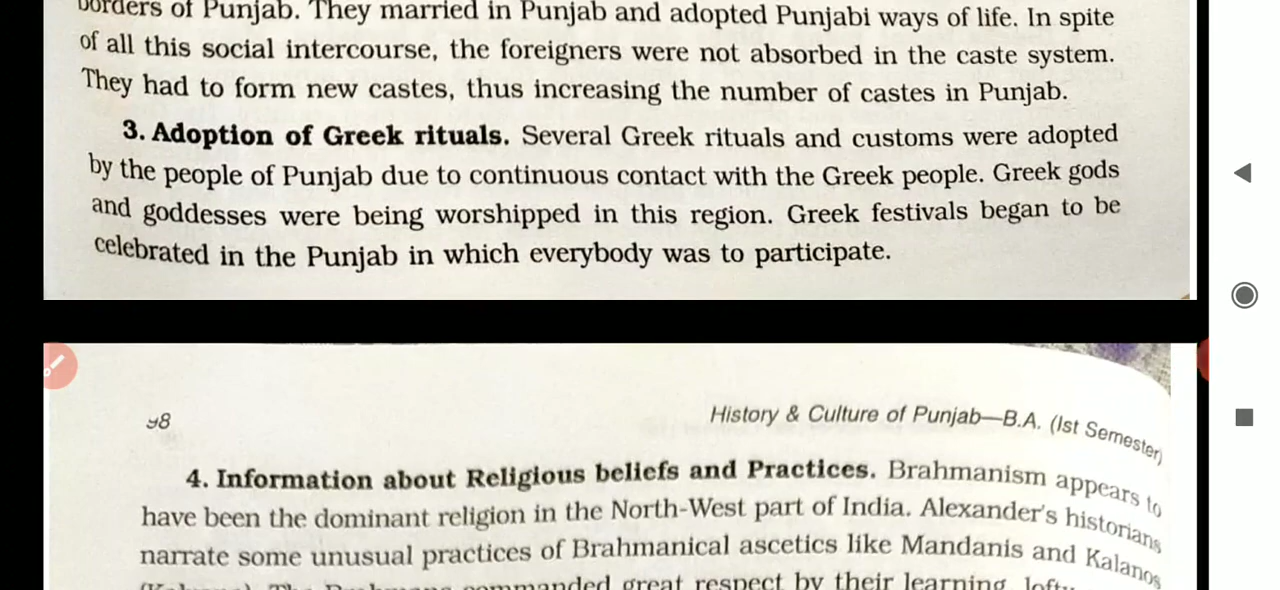 borders of Punjab. They married in Punjab and adopted Punjabi ways of life. In spite
of all this social intercourse, the foreigners were not absorbed in the caste system.
They had to form new castes, thus increasing the number of castes in Punjab.
3. Adoption of Greek rituals. Several Greek rituals and customs were adopted
by the people of Punjab due to continuous contact with the Greek people. Greek gods
and goddesses were being worshipped in this region. Greek festivals began to be
celebrated in the Punjab in which everybody was to participate.
98
History & Culture of Punjab—B.A. (Ist Semester)
4. Information about Religious beliefs and Practices. Brahmanism appears to
have been the dominant religion in the North-West part of India. Alexander's historians
narrate some unusual practices of Brahmanical ascetics like Mandanis and Kalanos
commanded great respect by their learning,